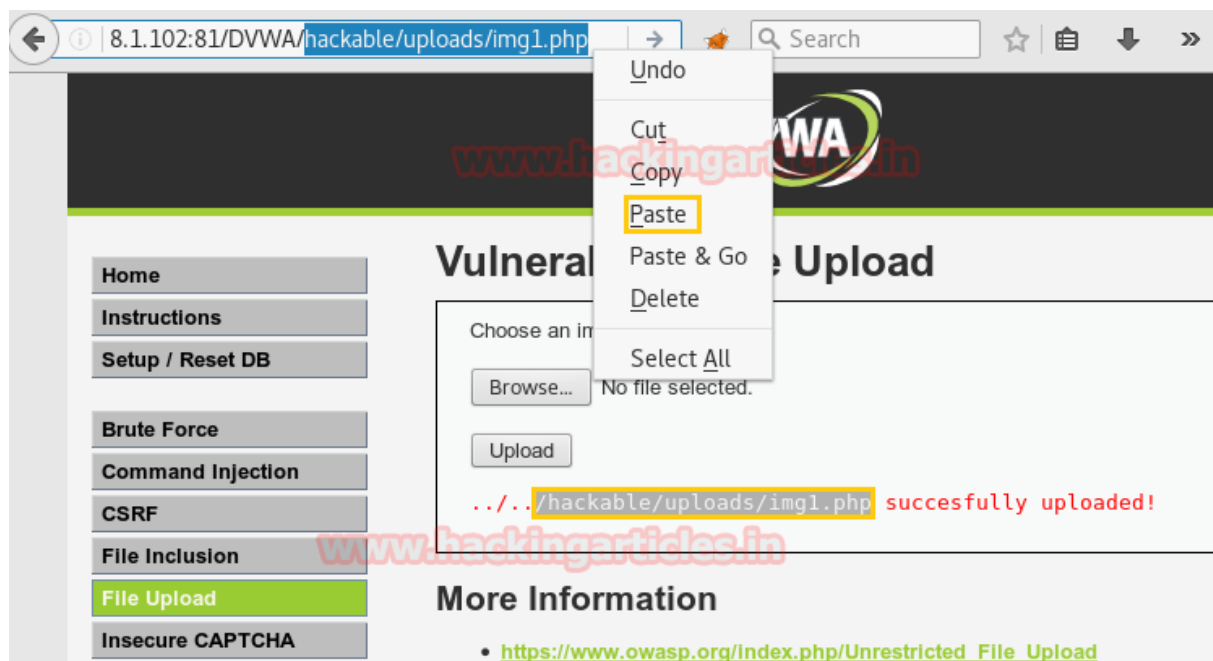 8.1.102:81/DVWA/hackable/uploads/img1.php
Search
Undo
Cut
Copy
Paste
Paste & Go
Delete
Select All
www.hackingarticles.in
VWA
Home
Instructions
Setup / Reset DB
Brute Force
Command Injection
CSRF
File Inclusion
File Upload
Insecure CAPTCHA
Vulneral
e Upload
Choose an im
Browse... No file selected.
Upload
../../hackable/uploads/img1.php succesfully uploaded!
www.hackingarticles.in
More Information
• https://www.owasp.org/index.php/Unrestricted_File_Upload